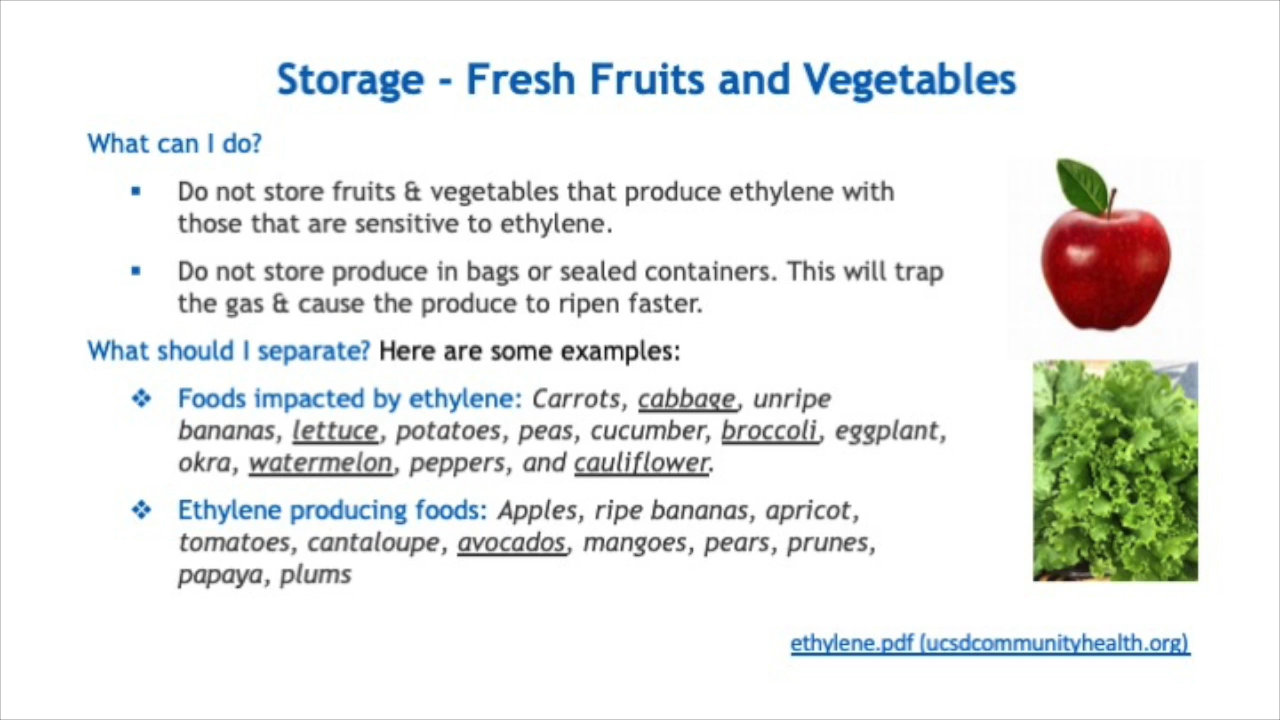 Storage - Fresh Fruits and Vegetables
What can I do?
▪ Do not store fruits & vegetables that produce ethylene with
those that are sensitive to ethylene.
▪ Do not store produce in bags or sealed containers. This will trap
the gas & cause the produce to ripen faster.
What should I separate? Here are some examples:
❖ Foods impacted by ethylene: Carrots, cabbage, unripe
bananas, lettuce, potatoes, peas, cucumber, broccoli, eggplant,
okra, watermelon, peppers, and cauliflower.
❖ Ethylene producing foods: Apples, ripe bananas, apricot,
tomatoes, cantaloupe, avocados, mangoes, pears, prunes,
papaya, plums
ethylene.pdf (ucsdcommunityhealth.org)